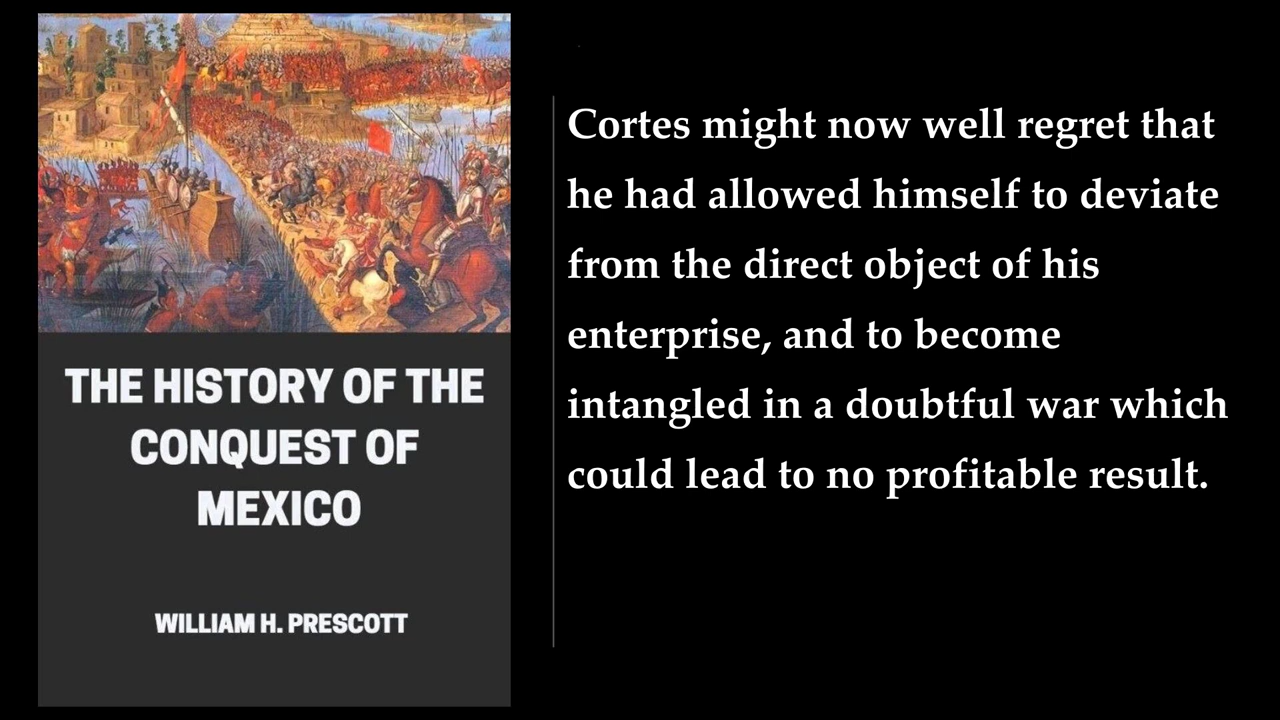 THE HISTORY OF THE
CONQUEST OF
MEXICO
WILLIAM H. PRESCOTT
Cortes might now well regret that
he had allowed himself to deviate
from the direct object of his
enterprise, and to become
intangled in a doubtful war which
could lead to no profitable result.